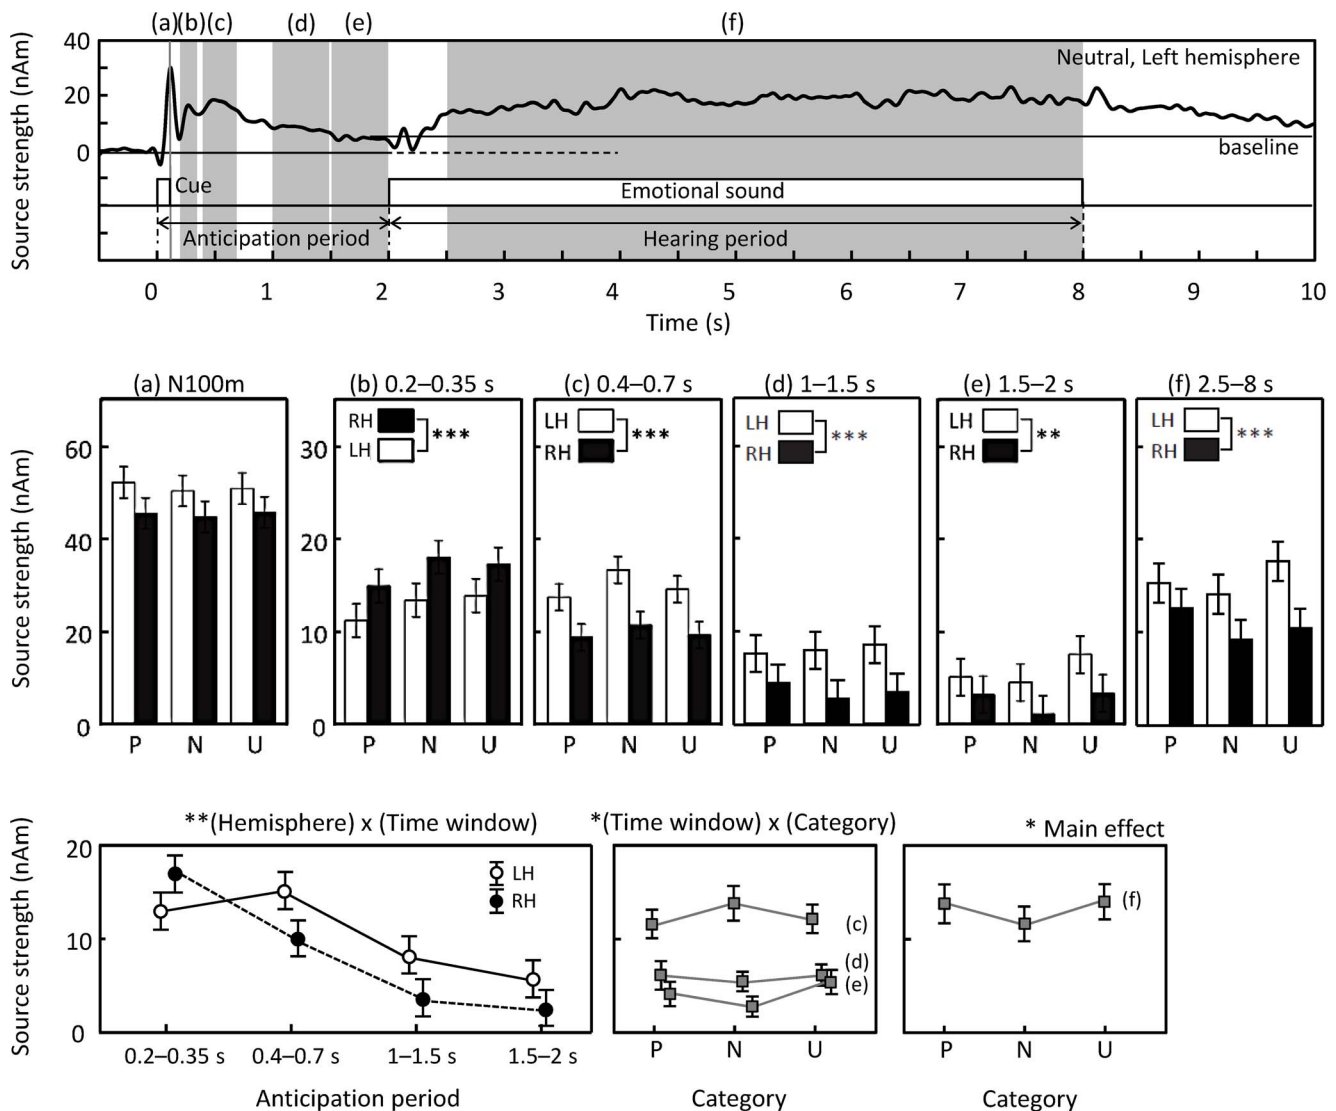 (a)(b)(c) (d) (e) (f)
Source strength (nAm)
40
20
0
Neutral, Left hemisphere
baseline
Cue
Emotional sound
Anticipation period
Hearing period
0 1 2 3 4 5 6 7 8 9 10
Time (s)
(a) N100m
(b) 0.2–0.35 s
(c) 0.4–0.7 s
(d) 1–1.5 s
(e) 1.5–2 s
(f) 2.5–8 s
Source strength (nAm)
60
40
20
0
30
20
10
0
RH
LH
***
LH
RH
***
LH
RH
***
LH
RH
**
LH
RH
***
P N U
P N U
P N U
P N U
P N U
P N U
**(Hemisphere) x (Time window)
*(Time window) x (Category)
* Main effect
Source strength (nAm)
20
10
0
LH
RH
(c)
(d)
(e)
(f)
0.2–0.35 s 0.4–0.7 s 1–1.5 s 1.5–2 s
P N U
P N U
Anticipation period
Category
Category